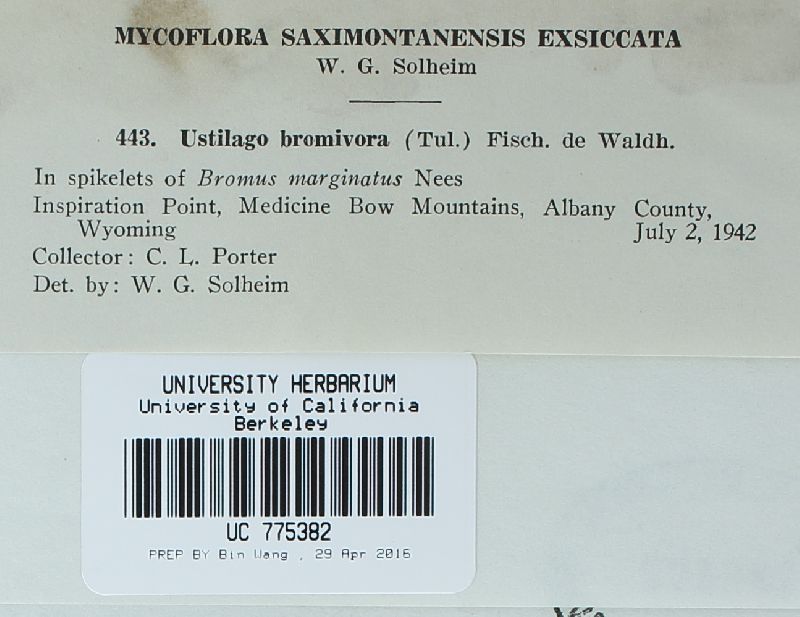 MYCOFLORA SAXIMONTANENSIS EXSICCATA
W. G. Solheim
443. Ustilago bromivora (Tul.) Fisch. de Waldh.
In spikelets of Bromus marginatus Nees
Inspiration Point, Medicine Bow Mountains, Albany County,
Wyoming July 2, 1942
Collector: C. L. Porter
Det. by: W. G. Solheim
UNIVERSITY HERBARIUM
University of California
Berkeley
UC 775382
PREP BY Bin Wang , 29 Apr 2016